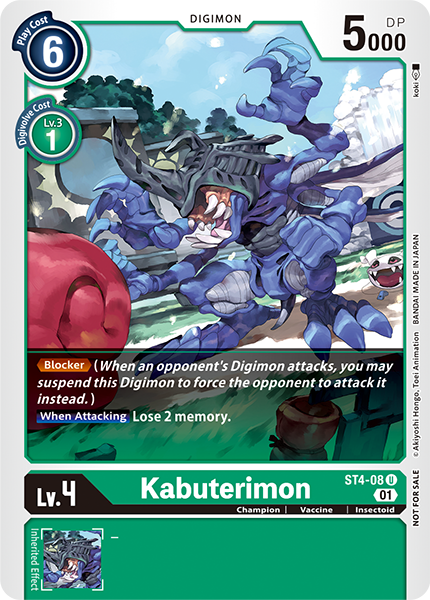 DIGIMON
Play Cost
6
DP
5000
Digivolve Cost
Lv.3
1
koki
Blocker (When an opponent's Digimon attacks, you may
suspend this Digimon to force the opponent to attack it
instead.)
When Attacking Lose 2 memory.
© Akiyoshi Hongo, Toei Animation BANDAI MADE IN JAPAN
NOT FOR SALE
Lv.4
Kabuterimon
ST4-08 U
01
Champion | Vaccine | Insectoid
Inherited Effect
–